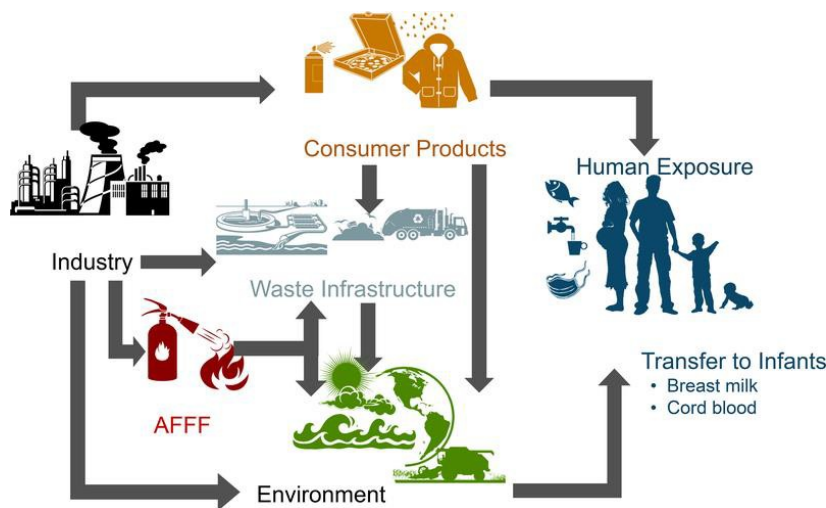 Consumer Products
Human Exposure
Industry
Waste Infrastructure
AFFF
Transfer to Infants
• Breast milk
• Cord blood
Environment